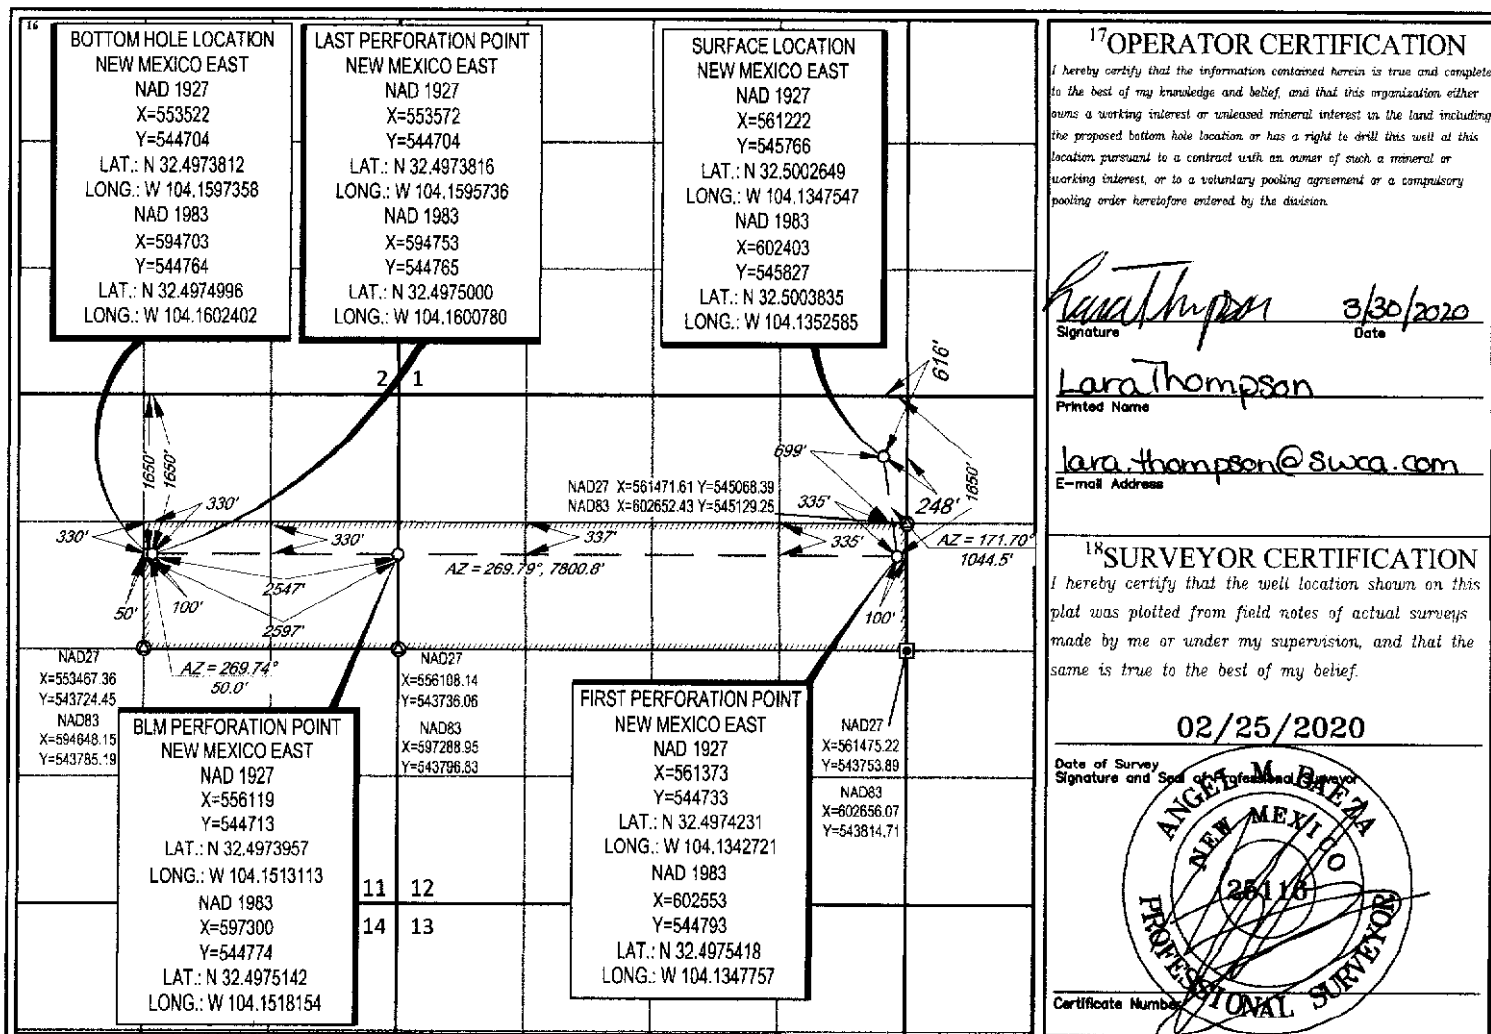 16
BOTTOM HOLE LOCATION
NEW MEXICO EAST
NAD 1927
X=553522
Y=544704
LAT.: N 32.4973812
LONG.: W 104.1597358
NAD 1983
X=594703
Y=544764
LAT.: N 32.4974996
LONG.: W 104.1602402
LAST PERFORATION POINT
NEW MEXICO EAST
NAD 1927
X=553572
Y=544704
LAT.: N 32.4973816
LONG.: W 104.1595736
NAD 1983
X=594753
Y=544765
LAT.: N 32.4975000
LONG.: W 104.1600780
SURFACE LOCATION
NEW MEXICO EAST
NAD 1927
X=561222
Y=545766
LAT.: N 32.5002649
LONG.: W 104.1347547
NAD 1983
X=602403
Y=545827
LAT.: N 32.5003835
LONG.: W 104.1352585
2 1
616'
1650'
1650'
699'
1650'
NAD27 X=561471.61 Y=545068.39
NAD83 X=602652.43 Y=545129.25
335'
248'
330'
330'
330'
337'
335'
AZ = 171.70°
1044.5'
AZ = 269.79°, 7800.8'
2547'
50'
100'
2597'
100'
AZ = 269.74°
50.0'
NAD27
X=553467.36
Y=543724.45
NAD83
X=594648.15
Y=543785.19
NAD27
X=556108.14
Y=543736.06
NAD83
X=597288.95
Y=543796.83
NAD27
X=561475.22
Y=543753.89
NAD83
X=602656.07
Y=543814.71
BLM PERFORATION POINT
NEW MEXICO EAST
NAD 1927
X=556119
Y=544713
LAT.: N 32.4973957
LONG.: W 104.1513113
NAD 1983
X=597300
Y=544774
LAT.: N 32.4975142
LONG.: W 104.1518154
FIRST PERFORATION POINT
NEW MEXICO EAST
NAD 1927
X=561373
Y=544733
LAT.: N 32.4974231
LONG.: W 104.1342721
NAD 1983
X=602553
Y=544793
LAT.: N 32.4975418
LONG.: W 104.1347757
11 12
14 13
17OPERATOR CERTIFICATION
I hereby certify that the information contained herein is true and complete
to the best of my knowledge and belief, and that this organization either
owns a working interest or unleased mineral interest in the land including
the proposed bottom hole location or has a right to drill this well at this
location pursuant to a contract with an owner of such a mineral or
working interest, or to a voluntary pooling agreement or a compulsory
pooling order heretofore entered by the division.
Lara Thompson 3/30/2020
Signature Date
Lara Thompson
Printed Name
lara.thompson@swca.com
E-mail Address
18SURVEYOR CERTIFICATION
I hereby certify that the well location shown on this
plat was plotted from field notes of actual surveys
made by me or under my supervision, and that the
same is true to the best of my belief.
02/25/2020
Date of Survey
Signature and Seal of Professional Surveyor
ANGEL M. BAEZA
NEW MEXICO
25116
PROFESSIONAL SURVEYOR
Certificate Number